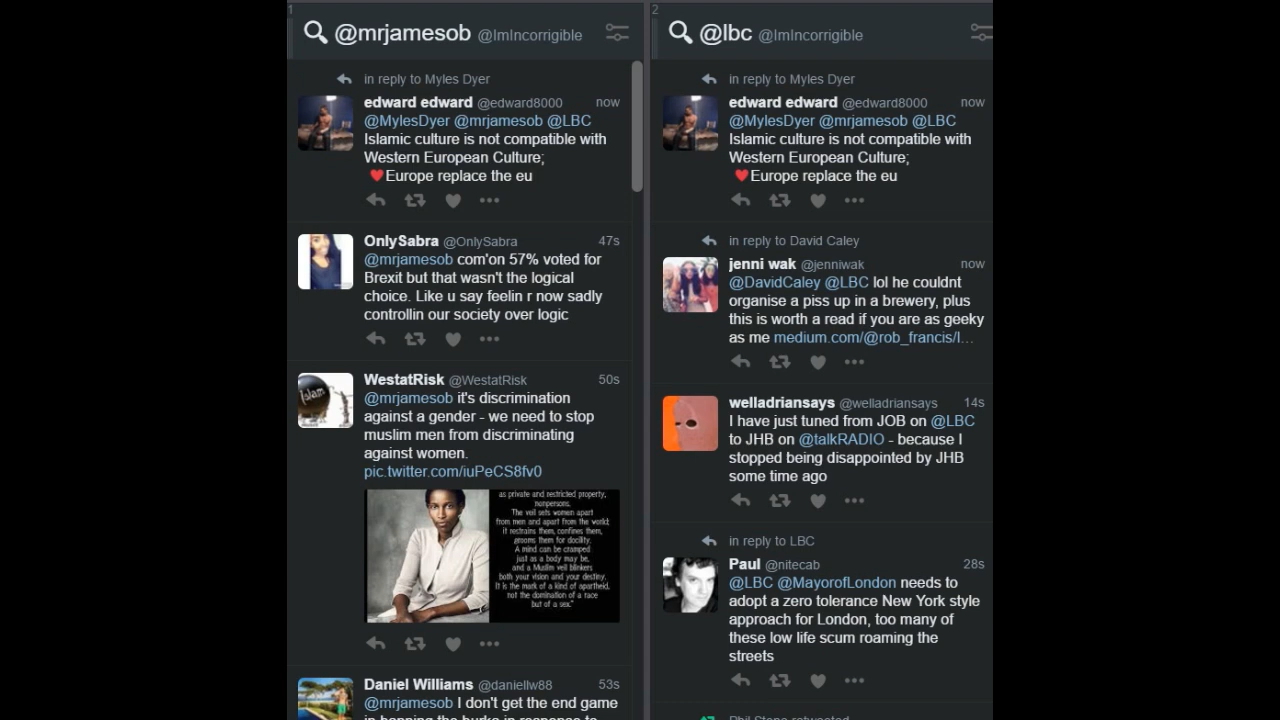 1
@mrjamesob @ImIncorrigible
in reply to Myles Dyer
edward edward @edward8000 now
@MylesDyer @mrjamesob @LBC
Islamic culture is not compatible with
Western European Culture;
❤Europe replace the eu
OnlySabra @OnlySabra 47s
@mrjamesob com'on 57% voted for
Brexit but that wasn't the logical
choice. Like u say feelin r now sadly
controllin our society over logic
WestatRisk @WestatRisk 50s
@mrjamesob it's discrimination
against a gender - we need to stop
muslim men from discriminating
against women.
pic.twitter.com/iuPeCS8fv0
Islam
as private and restricted property,
nonpersons.
The veil sets women apart
from men and apart from the world;
it restrains them, confines them,
grooms them for docility.
A mind can be cramped
just as a body may be,
and a Muslim veil blinkers
both your vision and your destiny.
It is the mark of a kind of apartheid,
not the domination of a race
but of a sex."
Daniel Williams @daniellw88 53s
@mrjamesob I don't get the end game
in banning the burka in response to
2
@lbc @ImIncorrigible
in reply to Myles Dyer
edward edward @edward8000 now
@MylesDyer @mrjamesob @LBC
Islamic culture is not compatible with
Western European Culture;
❤Europe replace the eu
in reply to David Caley
jenni wak @jenniwak now
@DavidCaley @LBC lol he couldnt
organise a piss up in a brewery, plus
this is worth a read if you are as geeky
as me medium.com/@rob_francis/l…
welladriansays @welladriansays 14s
I have just tuned from JOB on @LBC
to JHB on @talkRADIO - because I
stopped being disappointed by JHB
some time ago
in reply to LBC
Paul @nitecab 28s
@LBC @MayorofLondon needs to
adopt a zero tolerance New York style
approach for London, too many of
these low life scum roaming the
streets
Phil Stone retweeted